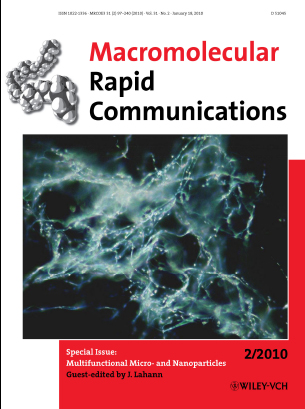 ISSN 1022-1336 · MRCOE3 31 (2) 97–240 (2010) · Vol. 31 · No. 2 · January 18, 2010
D 53045
Macromolecular
Rapid
Communications
Special Issue:
Multifunctional Micro- and Nanoparticles
Guest-edited by J. Lahann
2/2010
WILEY-VCH